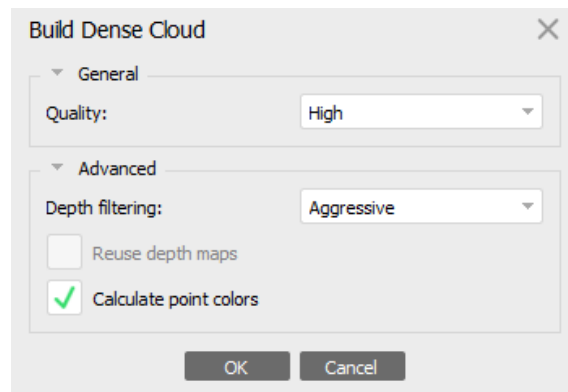 Build Dense Cloud
General
Quality: High
Advanced
Depth filtering: Aggressive
Reuse depth maps
Calculate point colors
OK Cancel